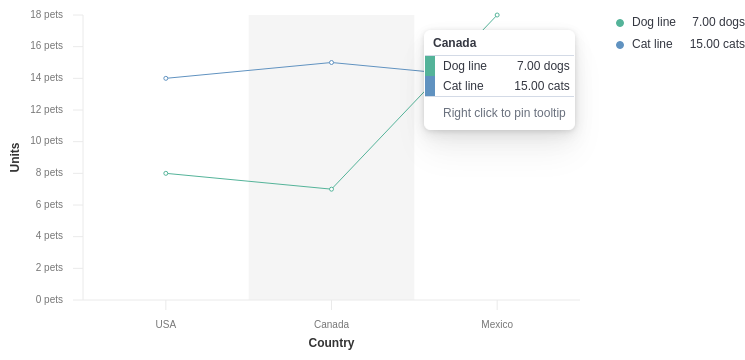 18 pets
16 pets
14 pets
12 pets
10 pets
8 pets
6 pets
4 pets
2 pets
0 pets
Units
USA
Canada
Mexico
Country
Canada
Dog line 7.00 dogs
Cat line 15.00 cats
Right click to pin tooltip
Dog line 7.00 dogs
Cat line 15.00 cats